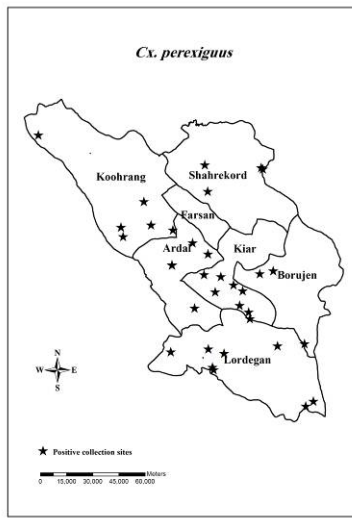 Cx. perexiguus
Koohrang
Shahrekord
Farsan
Ardal
Kiar
Borujen
Lordegan
N
W E
S
Positive collection sites
Meters
0 15,000 30,000 45,000 60,000